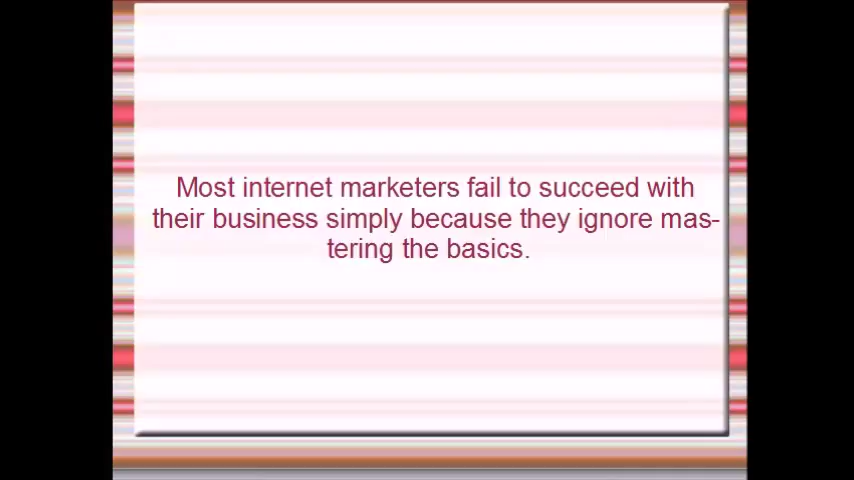 Most internet marketers fail to succeed with
their business simply because they ignore mas-
tering the basics.